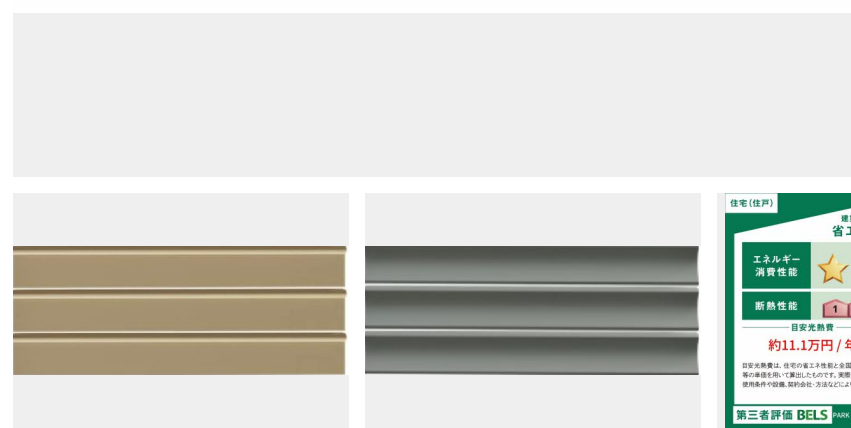 住宅(住戸)
建
省エ
エネルギー
消費性能
断熱性能
1
目安光熱費
約11.1万円 / 年
目安光熱費は、住宅の省エネ性能と全国
等の単価を用いて算出したものです。実際
使用条件や設備、契約会社・方法などによ
第三者評価 BELS PARK